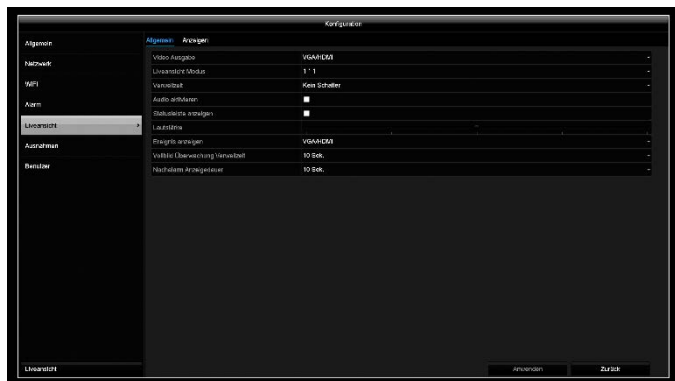 Konfiguration
Allgemein
Netzwerk
WIFI
Alarm
Liveansicht
Ausnahmen
Benutzer
Allgemein Anzeigen
Video Ausgabe VGA/HDMI
Liveansicht Modus 1 * 1
Verweilzeit Kein Schalter
Audio aktivieren
Statusleiste anzeigen
Lautstärke
Ereignis anzeigen VGA/HDMI
Vollbild Überwachung Verweilzeit 10 Sek.
Nachalarm Anzeigedauer 10 Sek.
Liveansicht
Anwenden Zurück